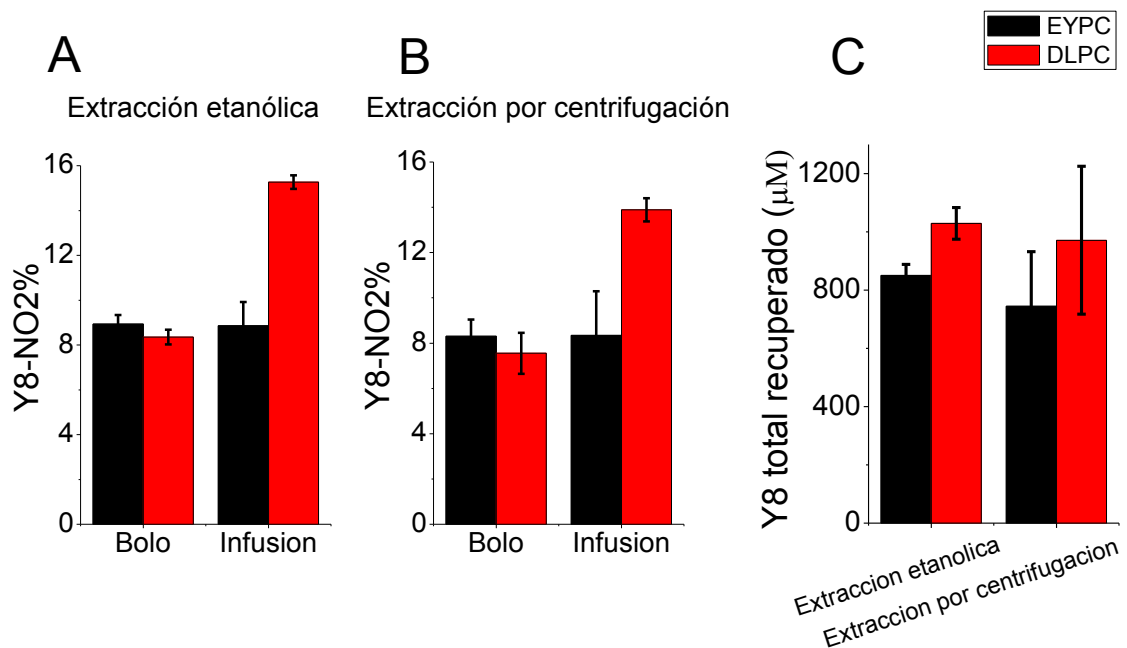 EYPC
DLPC
A
B
C
Extracción etanólica
Extracción por centrifugación
Y8-NO2%
16
12
8
4
0
Bolo
Infusion
Y8-NO2%
16
12
8
4
0
Bolo
Infusion
Y8 total recuperado (μM)
1200
800
400
0
Extraccion etanolica
Extraccion por centrifugacion